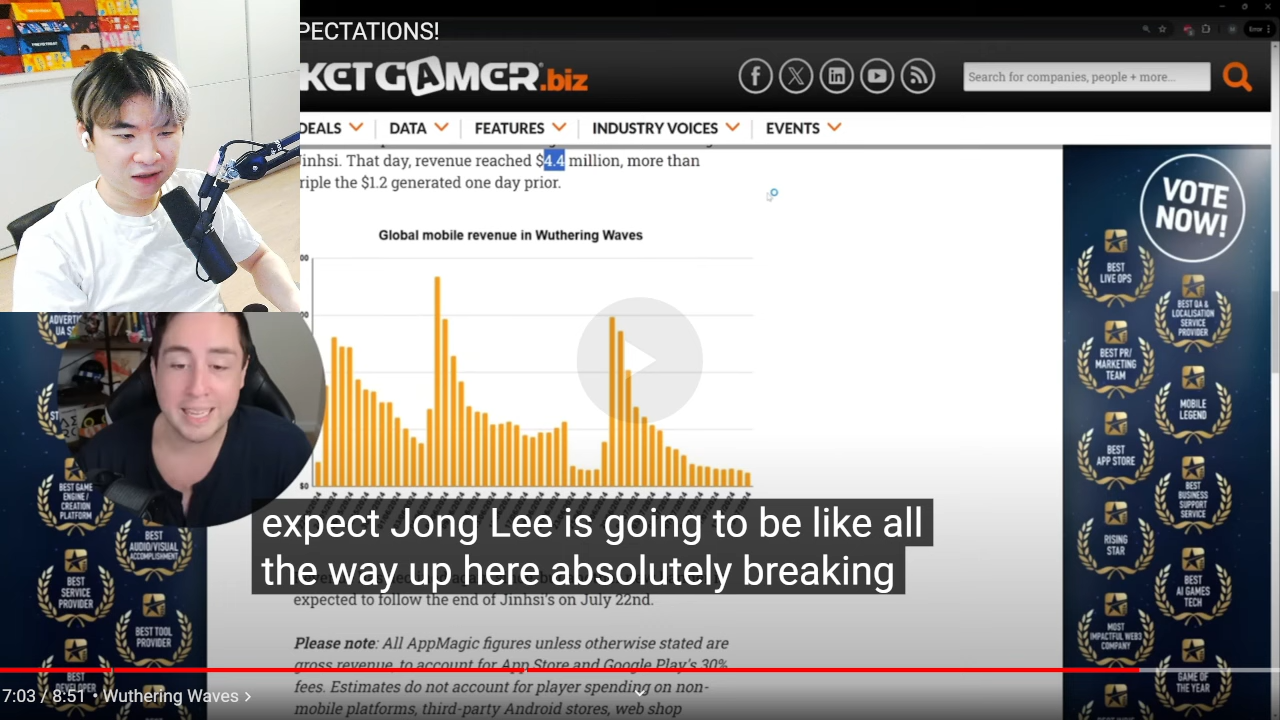 PECTATIONS!
KET GAMER.biz
Search for companies, people + more...
DEALS
DATA
FEATURES
INDUSTRY VOICES
EVENTS
inhsi. That day, revenue reached $4.4 million, more than
riple the $1.2 generated one day prior.
Global mobile revenue in Wuthering Waves
$0
expect Jong Lee is going to be like all
the way up here absolutely breaking
expected to follow the end of Jinhsi's on July 22nd.
Please note: All AppMagic figures unless otherwise stated are
gross revenue, to account for App Store and Google Play's 30%
fees. Estimates do not account for player spending on non-
mobile platforms, third-party Android stores, web shop
7:03 / 8:51 • Wuthering Waves
VOTE
NOW!
BEST
LIVE OPS
BEST QA &
LOCALISATION
SERVICE
PROVIDER
BEST PR/
MARKETING
TEAM
MOBILE
LEGEND
BEST
APP STORE
BEST
BUSINESS
SUPPORT
SERVICE
RISING
STAR
BEST
AI GAMES
TECH
MOST
IMPACTFUL WEB3
COMPANY
GAME OF
THE YEAR
BEST GAME
ENGINE /
CREATION
PLATFORM
BEST
AUDIO/VISUAL
ACCOMPLISHMENT
BEST
SERVICE
PROVIDER
BEST TOOL
PROVIDER
BEST
DEVELOPER